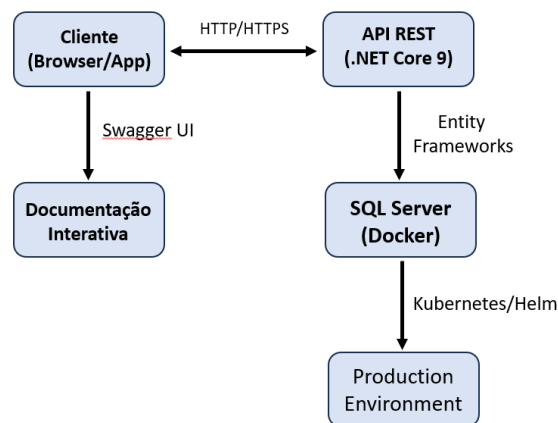 Cliente
(Browser/App)
HTTP/HTTPS
API REST
(.NET Core 9)
Swagger UI
Entity
Frameworks
Documentação
Interativa
SQL Server
(Docker)
Kubernetes/Helm
Production
Environment